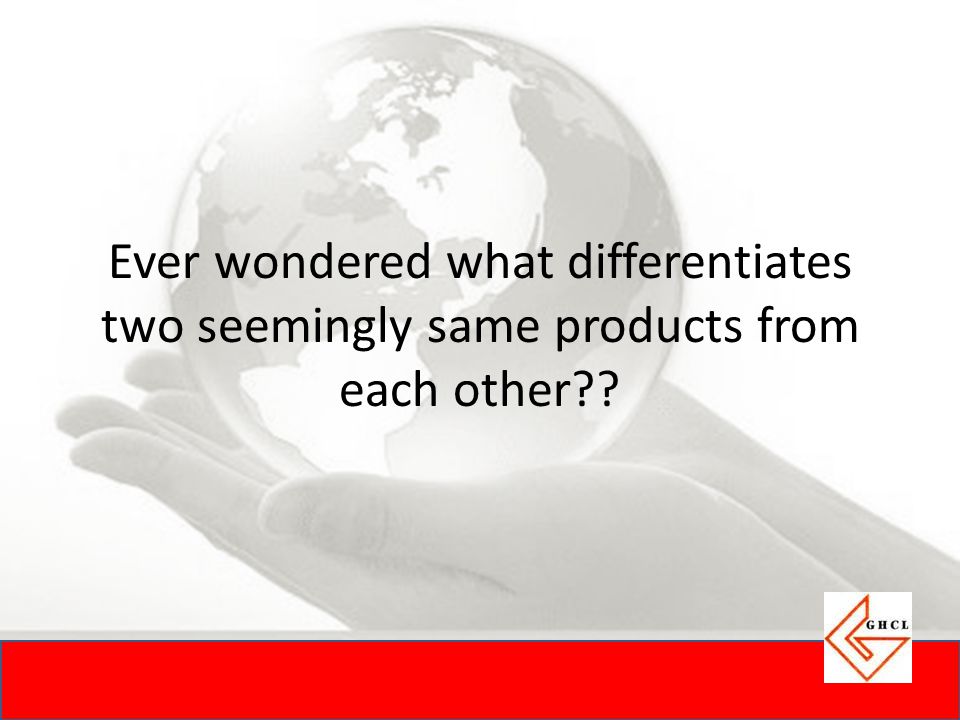 Ever wondered what differentiates
two seemingly same products from
each other??
GHCL